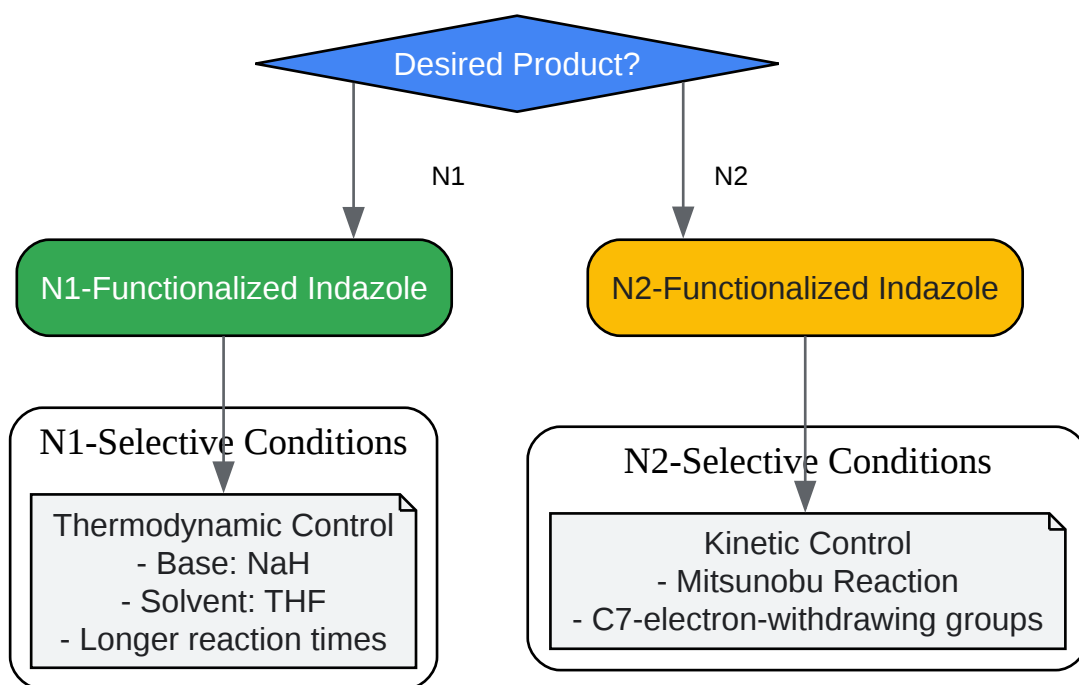 Desired Product?
N1
N2
N1-Functionalized Indazole
N2-Functionalized Indazole
N1-Selective Conditions
Thermodynamic Control
- Base: NaH
- Solvent: THF
- Longer reaction times
N2-Selective Conditions
Kinetic Control
- Mitsunobu Reaction
- C7-electron-withdrawing groups